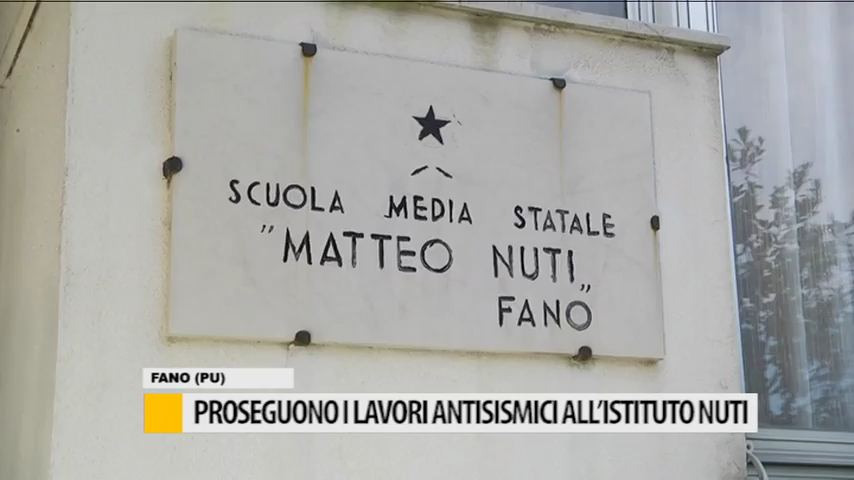 SCUOLA MEDIA STATALE
"MATTEO NUTI„
FANO
FANO (PU)
PROSEGUONO I LAVORI ANTISISMICI ALL'ISTITUTO NUTI